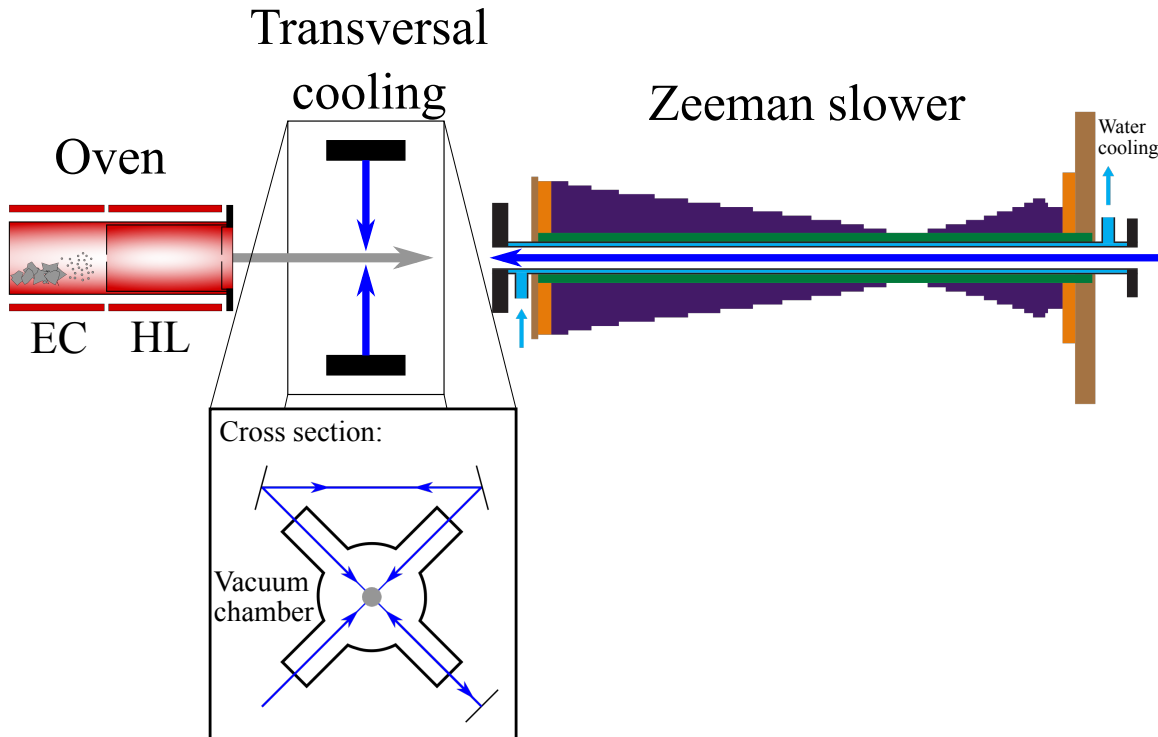 Transversal
cooling
Zeeman slower
Oven
Water
cooling
EC
HL
Cross section:
Vacuum
chamber